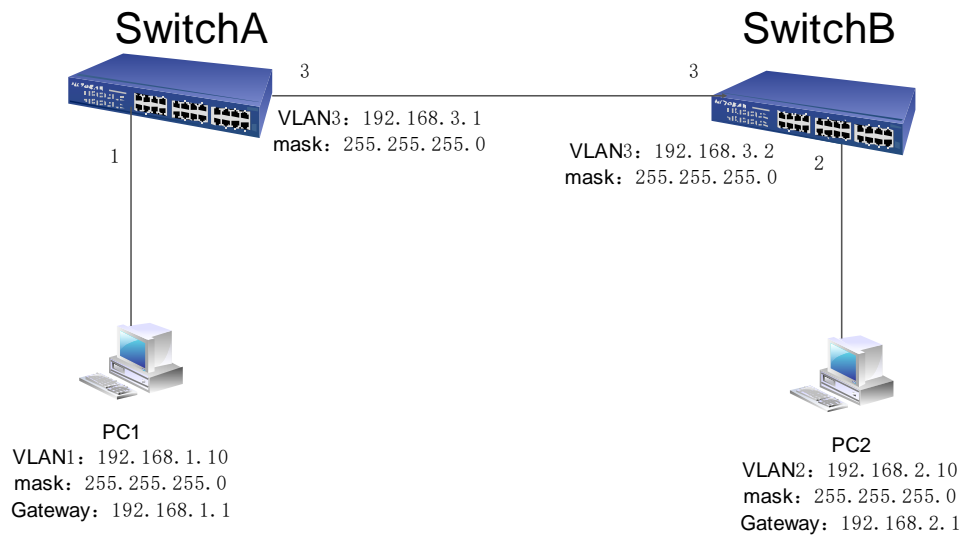 SwitchA
SwitchB
3
3
VLAN3：192.168.3.1
mask：255.255.255.0
1
VLAN3：192.168.3.2
mask：255.255.255.0
2
PC1
VLAN1：192.168.1.10
mask：255.255.255.0
Gateway：192.168.1.1
PC2
VLAN2：192.168.2.10
mask：255.255.255.0
Gateway：192.168.2.1